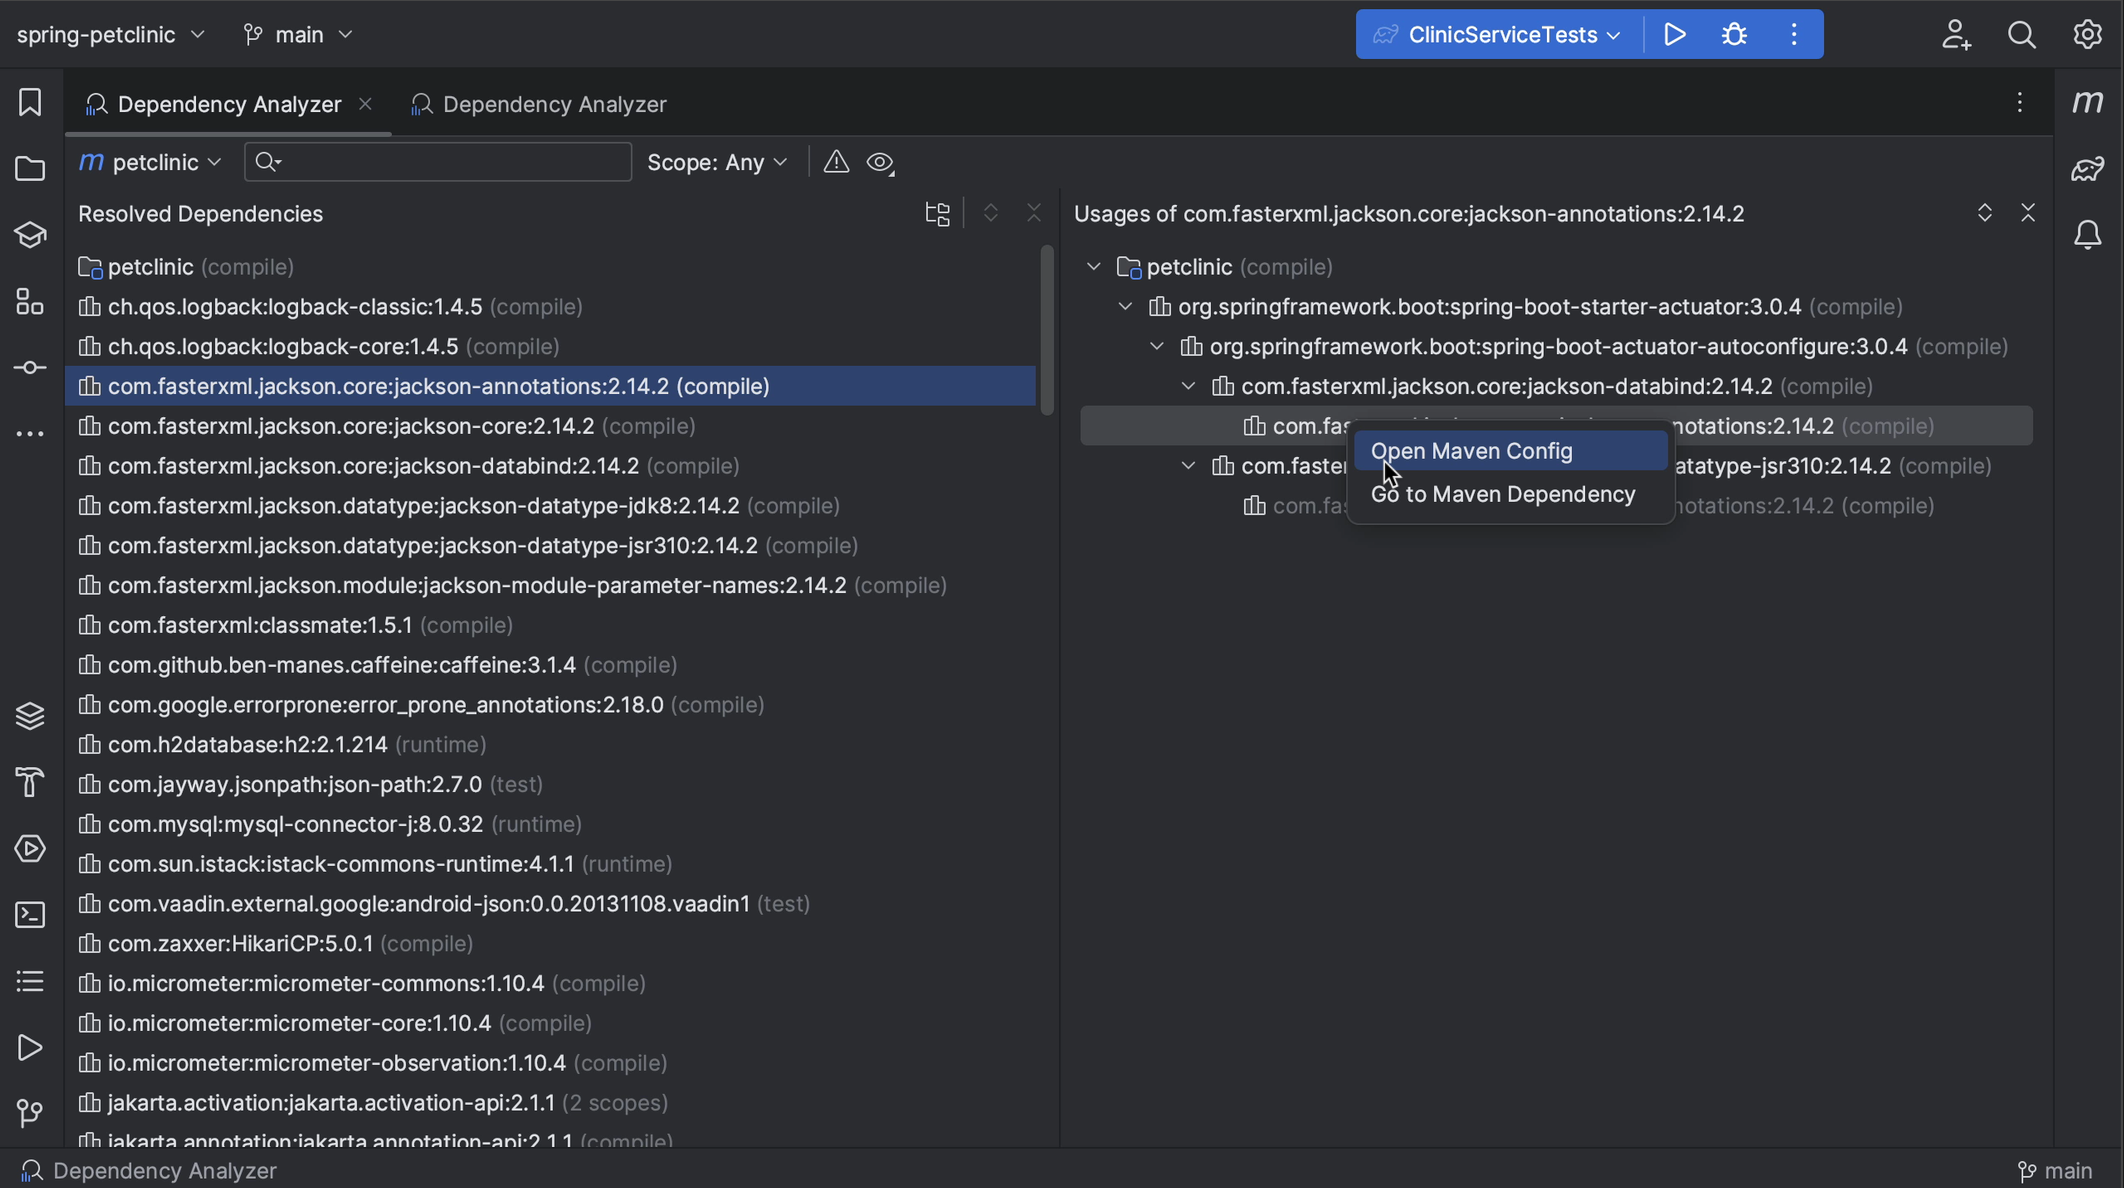 spring-petclinic
main
ClinicServiceTests
Dependency Analyzer
Dependency Analyzer
m petclinic
Scope: Any
m
Resolved Dependencies
petclinic (compile)
ch.qos.logback:logback-classic:1.4.5 (compile)
ch.qos.logback:logback-core:1.4.5 (compile)
com.fasterxml.jackson.core:jackson-annotations:2.14.2 (compile)
com.fasterxml.jackson.core:jackson-core:2.14.2 (compile)
com.fasterxml.jackson.core:jackson-databind:2.14.2 (compile)
com.fasterxml.jackson.datatype:jackson-datatype-jdk8:2.14.2 (compile)
com.fasterxml.jackson.datatype:jackson-datatype-jsr310:2.14.2 (compile)
com.fasterxml.jackson.module:jackson-module-parameter-names:2.14.2 (compile)
com.fasterxml:classmate:1.5.1 (compile)
com.github.ben-manes.caffeine:caffeine:3.1.4 (compile)
com.google.errorprone:error_prone_annotations:2.18.0 (compile)
com.h2database:h2:2.1.214 (runtime)
com.jayway.jsonpath:json-path:2.7.0 (test)
com.mysql:mysql-connector-j:8.0.32 (runtime)
com.sun.istack:istack-commons-runtime:4.1.1 (runtime)
com.vaadin.external.google:android-json:0.0.20131108.vaadin1 (test)
com.zaxxer:HikariCP:5.0.1 (compile)
io.micrometer:micrometer-commons:1.10.4 (compile)
io.micrometer:micrometer-core:1.10.4 (compile)
io.micrometer:micrometer-observation:1.10.4 (compile)
jakarta.activation:jakarta.activation-api:2.1.1 (2 scopes)
jakarta.annotation:jakarta.annotation-api:2.1.1 (compile)
Usages of com.fasterxml.jackson.core:jackson-annotations:2.14.2
petclinic (compile)
org.springframework.boot:spring-boot-starter-actuator:3.0.4 (compile)
org.springframework.boot:spring-boot-actuator-autoconfigure:3.0.4 (compile)
com.fasterxml.jackson.core:jackson-databind:2.14.2 (compile)
com.fas notations:2.14.2 (compile)
Open Maven Config
com.faster atatype-jsr310:2.14.2 (compile)
Go to Maven Dependency
com.fas notations:2.14.2 (compile)
Dependency Analyzer
main